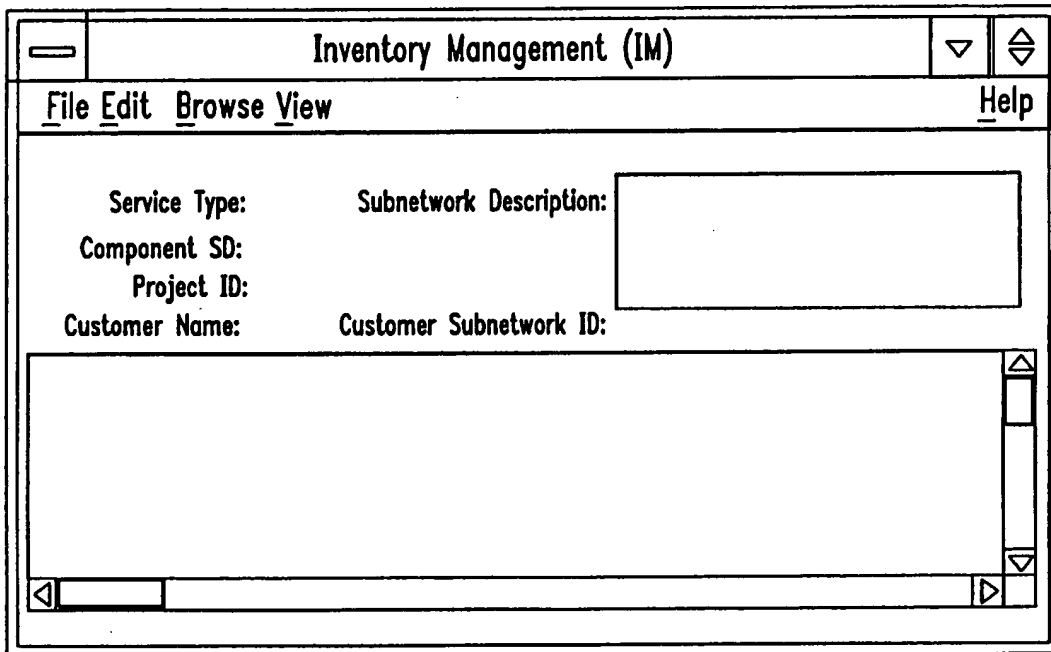 Inventory Management (IM)
File Edit Browse View Help
Service Type: Subnetwork Description:
Component SD:
Project ID:
Customer Name: Customer Subnetwork ID: